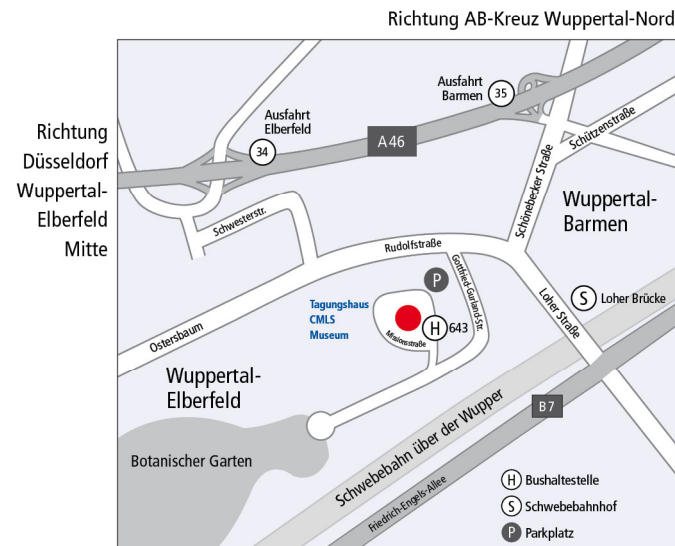 Richtung AB-Kreuz Wuppertal-Nord
Ausfahrt
Barmen
35
Ausfahrt
Elberfeld
34
A46
Richtung
Düsseldorf
Wuppertal-
Elberfeld
Mitte
Schützenstraße
Schönebecker Straße
Wuppertal-
Barmen
Schwesterstr.
Rudolfstraße
Gottfried-Gurland-Str.
P
Tagungshaus
CMLS
Museum
H 643
Missionsstraße
S Loher Brücke
Loher Straße
Ostersbaum
Wuppertal-
Elberfeld
Botanischer Garten
Schwebebahn über der Wupper
B7
Friedrich-Engels-Allee
H Bushaltestelle
S Schwebebahnhof
P Parkplatz